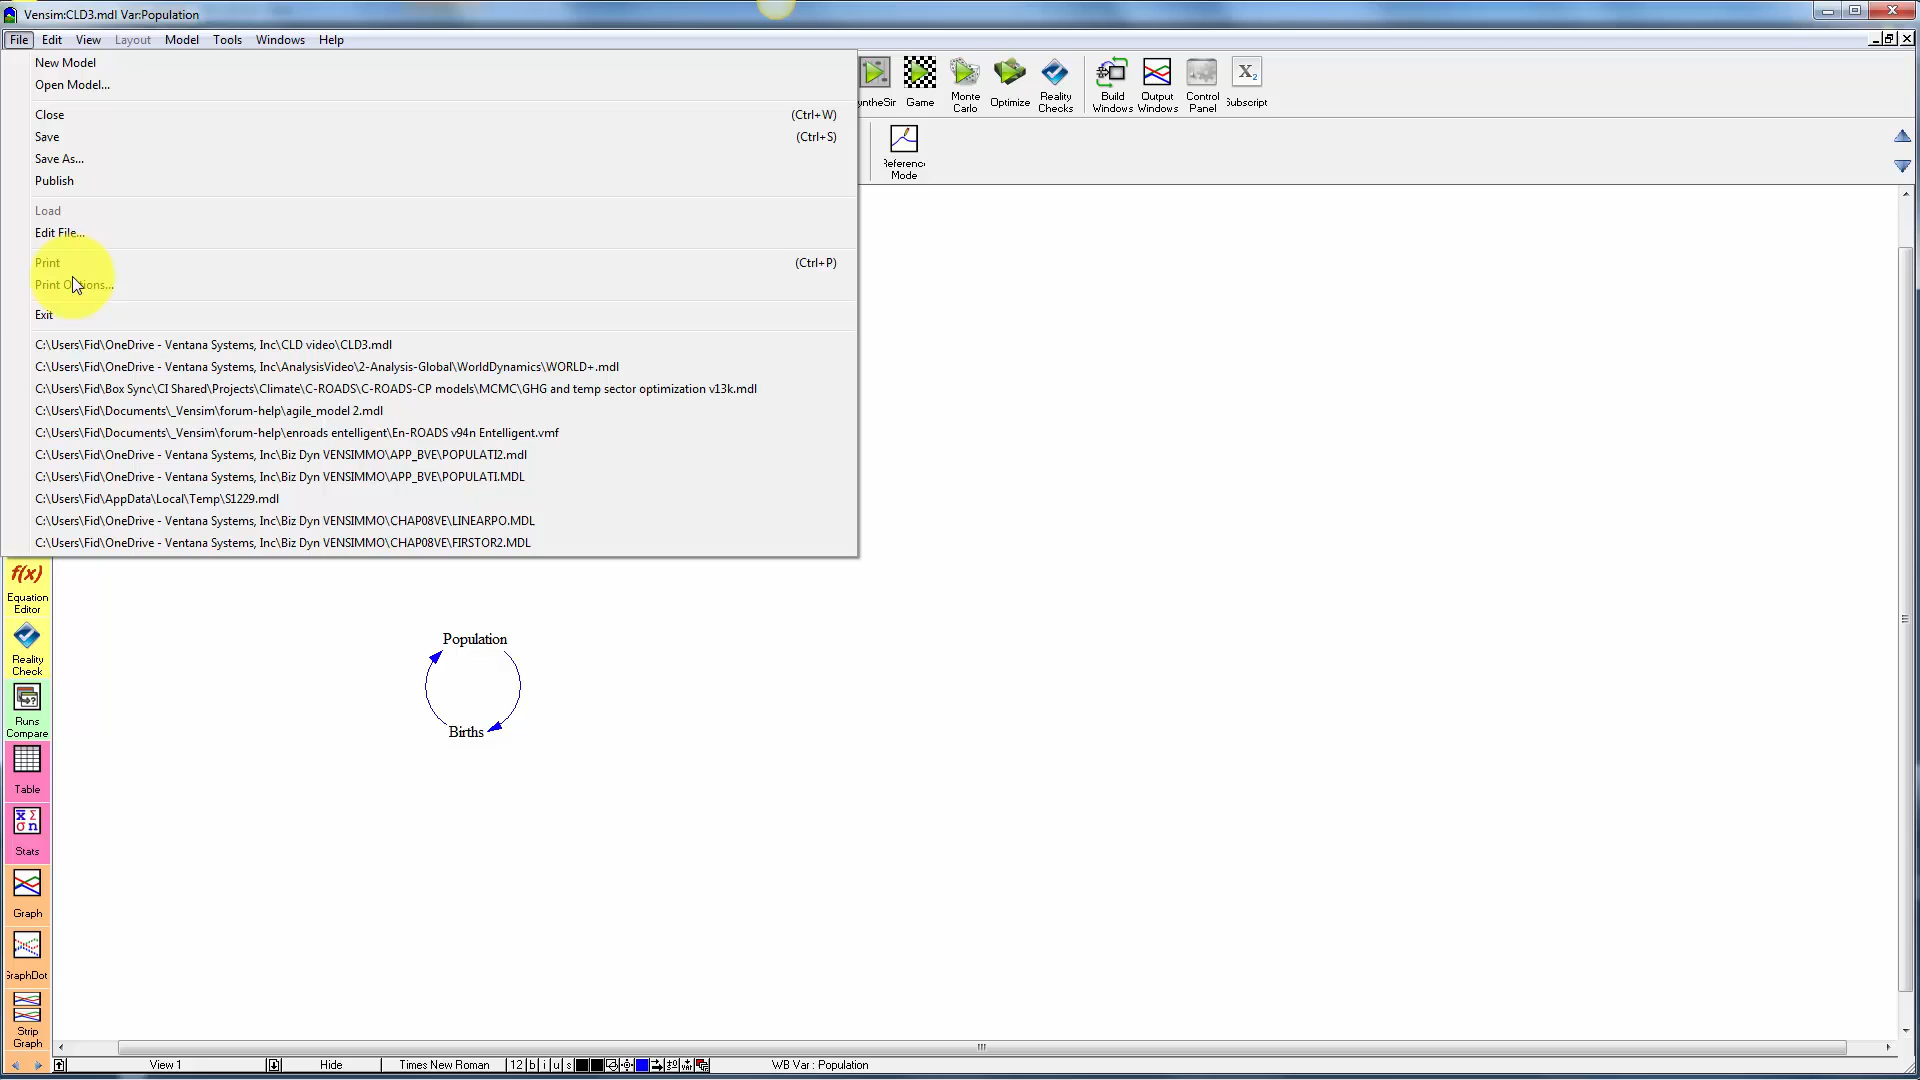 Vensim:CLD3.mdl Var:Population
File Edit View Layout Model Tools Windows Help
New Model
Open Model...
Close (Ctrl+W)
Save (Ctrl+S)
Save As...
Publish
Load
Edit File...
Print (Ctrl+P)
Print Options...
Exit
C:\Users\Fid\OneDrive - Ventana Systems, Inc\CLD video\CLD3.mdl
C:\Users\Fid\OneDrive - Ventana Systems, Inc\AnalysisVideo\2-Analysis-Global\WorldDynamics\WORLD+.mdl
C:\Users\Fid\Box Sync\CI Shared\Projects\Climate\C-ROADS\C-ROADS-CP models\MCMC\GHG and temp sector optimization v13k.mdl
C:\Users\Fid\Documents\_Vensim\forum-help\agile_model 2.mdl
C:\Users\Fid\Documents\_Vensim\forum-help\enroads entelligent\En-ROADS v94n Entelligent.vmf
C:\Users\Fid\OneDrive - Ventana Systems, Inc\Biz Dyn VENSIMMO\APP_BVE\POPULATI2.mdl
C:\Users\Fid\OneDrive - Ventana Systems, Inc\Biz Dyn VENSIMMO\APP_BVE\POPULATI.MDL
C:\Users\Fid\AppData\Local\Temp\S1229.mdl
C:\Users\Fid\OneDrive - Ventana Systems, Inc\Biz Dyn VENSIMMO\CHAP08VE\LINEARPO.MDL
C:\Users\Fid\OneDrive - Ventana Systems, Inc\Biz Dyn VENSIMMO\CHAP08VE\FIRSTOR2.MDL
yntheSir
Game
Monte
Carlo
Optimize
Reality
Checks
Build
Windows
Output
Windows
Control
Panel
X2
Subscript
Reference
Mode
f(x)
Equation
Editor
Reality
Check
Runs
Compare
Table
x Σ
σ n
Stats
Graph
GraphDot
Strip
Graph
Population
Births
View 1 Hide Times New Roman 12 b i u s WB Var : Population